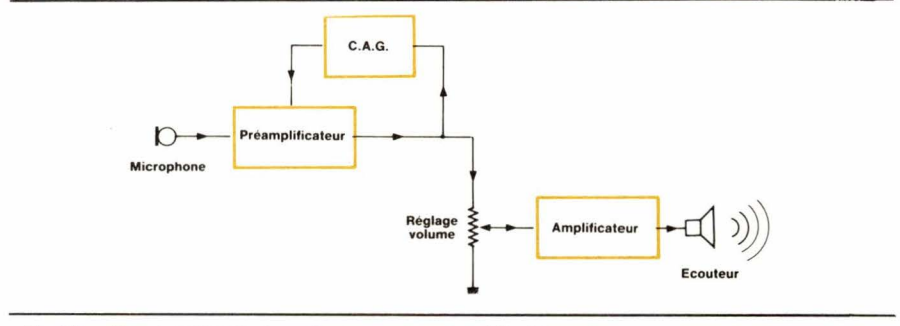 C.A.G.
Préamplificateur
Microphone
Réglage
volume
Amplificateur
Ecouteur